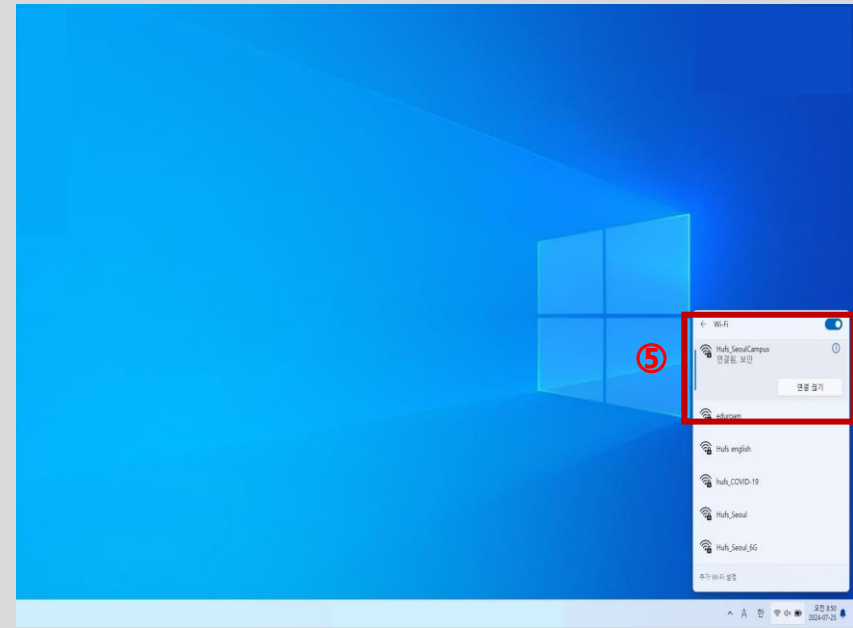 ← Wi-Fi
Hufs_SeoulCampus
연결됨, 보안
연결 끊기
⑤
eduroam
Hufs english
hufs_COVID-19
Hufs_Seoul
Hufs_Seoul_6G
추가 Wi-Fi 설정
A 한 오전 8:50
2024-07-25